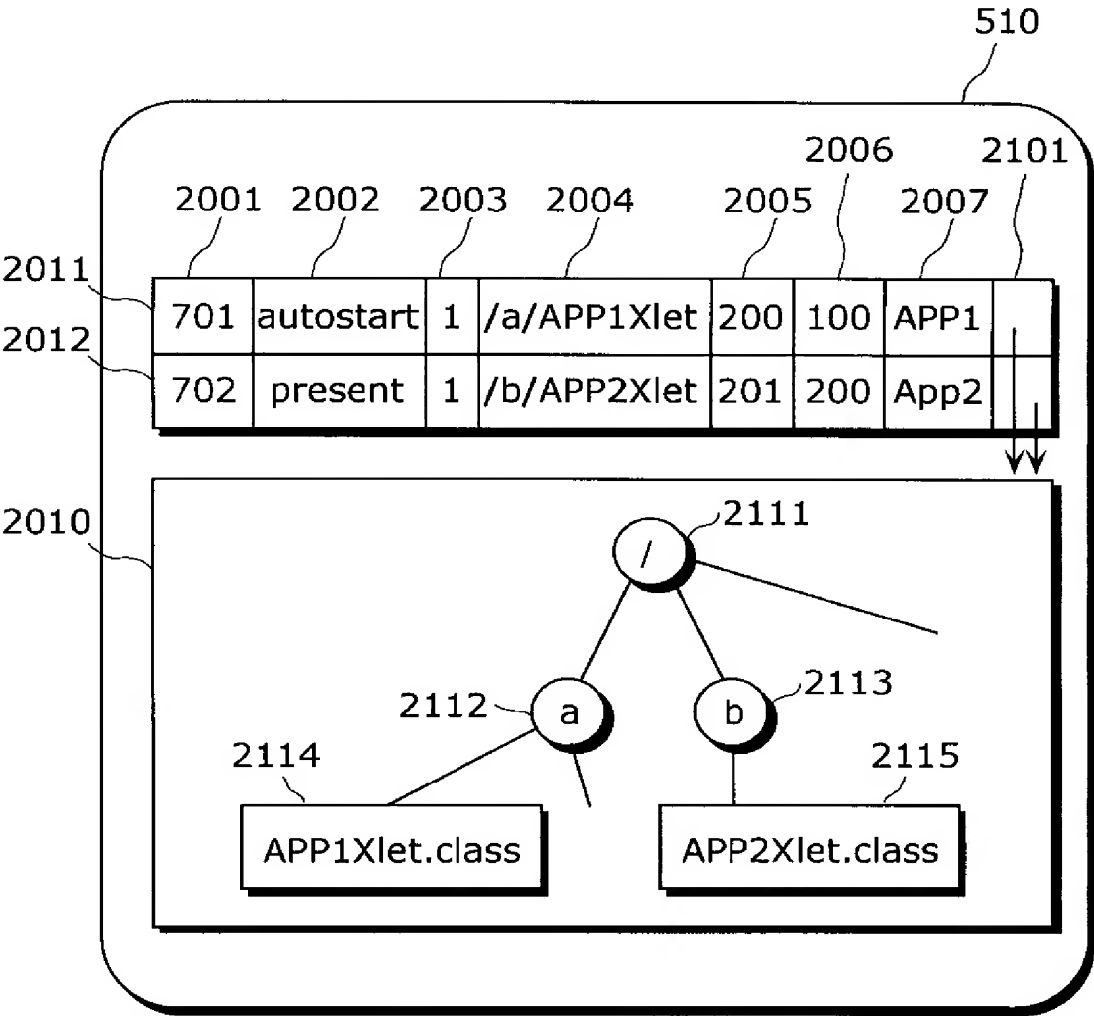 510
2006 2101
2001 2002 2003 2004 2005 2007
2011
701 autostart 1 /a/APP1Xlet 200 100 APP1
2012
702 present 1 /b/APP2Xlet 201 200 App2
2010
2111
/
2112 a b 2113
2114 2115
APP1Xlet.class APP2Xlet.class